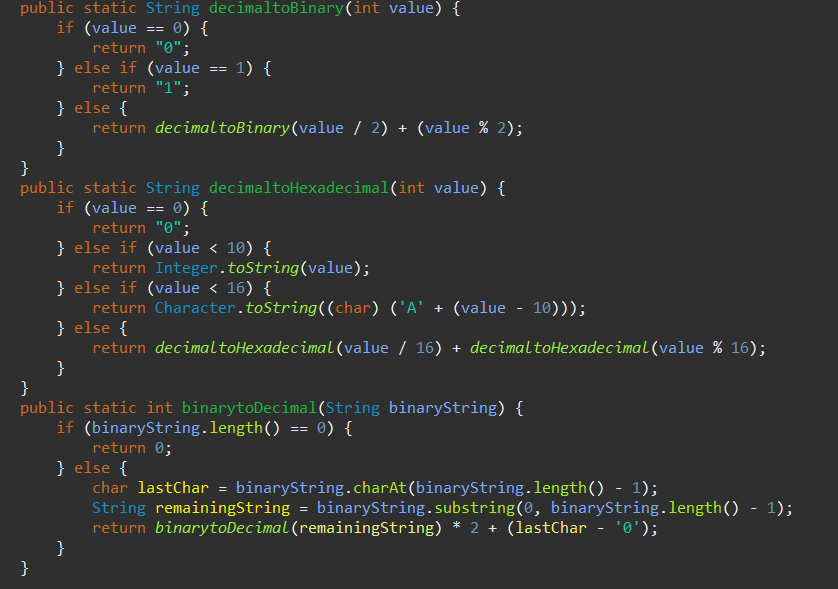 public static String decimaltoBinary(int value) {
    if (value == 0) {
        return "0";
    } else if (value == 1) {
        return "1";
    } else {
        return decimaltoBinary(value / 2) + (value % 2);
    }
}
public static String decimaltoHexadecimal(int value) {
    if (value == 0) {
        return "0";
    } else if (value < 10) {
        return Integer.toString(value);
    } else if (value < 16) {
        return Character.toString((char) ('A' + (value - 10)));
    } else {
        return decimaltoHexadecimal(value / 16) + decimaltoHexadecimal(value % 16);
    }
}
public static int binarytoDecimal(String binaryString) {
    if (binaryString.length() == 0) {
        return 0;
    } else {
        char lastChar = binaryString.charAt(binaryString.length() - 1);
        String remainingString = binaryString.substring(0, binaryString.length() - 1);
        return binarytoDecimal(remainingString) * 2 + (lastChar - '0');
    }
}